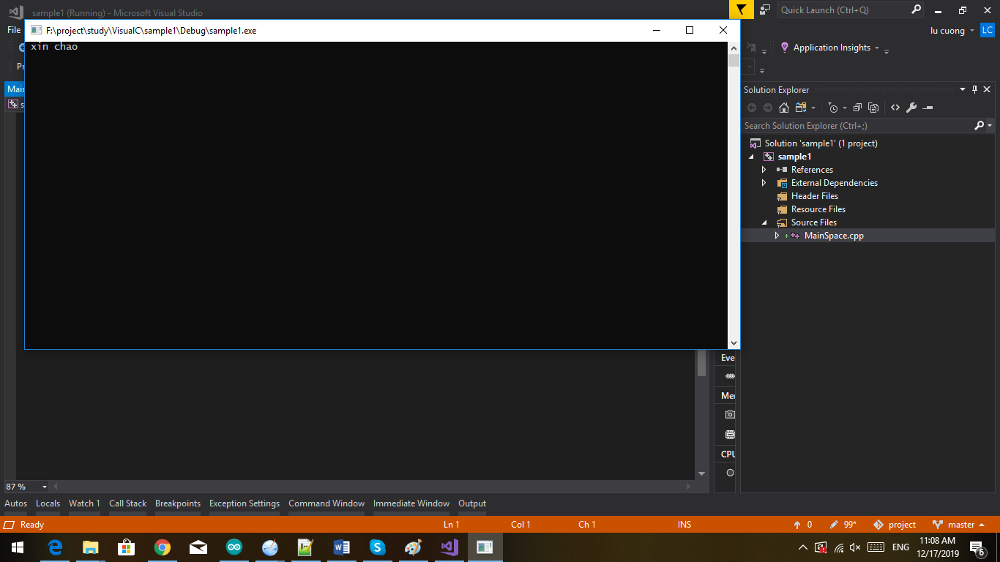 sample1 (Running) - Microsoft Visual Studio
Quick Launch (Ctrl+Q)
File
F:\project\study\VisualC\sample1\Debug\sample1.exe
lu cuong
LC
xin chao
Application Insights
Pr
Main
s
Solution Explorer
Search Solution Explorer (Ctrl+;)
Solution 'sample1' (1 project)
sample1
References
External Dependencies
Header Files
Resource Files
Source Files
MainSpace.cpp
Eve
Mer
CPU
87 %
Autos Locals Watch 1 Call Stack Breakpoints Exception Settings Command Window Immediate Window Output
Ready Ln 1 Col 1 Ch 1 INS 0 99* project master
ENG
11:08 AM
12/17/2019
6